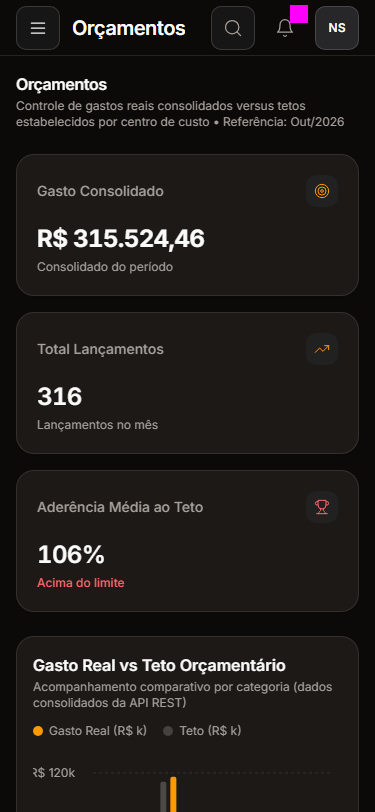 Orçamentos
NS
Orçamentos
Controle de gastos reais consolidados versus tetos
estabelecidos por centro de custo • Referência: Out/2026
Gasto Consolidado
R$ 315.524,46
Consolidado do período
Total Lançamentos
316
Lançamentos no mês
Aderência Média ao Teto
106%
Acima do limite
Gasto Real vs Teto Orçamentário
Acompanhamento comparativo por categoria (dados
consolidados da API REST)
Gasto Real (R$ k) Teto (R$ k)
R$ 120k